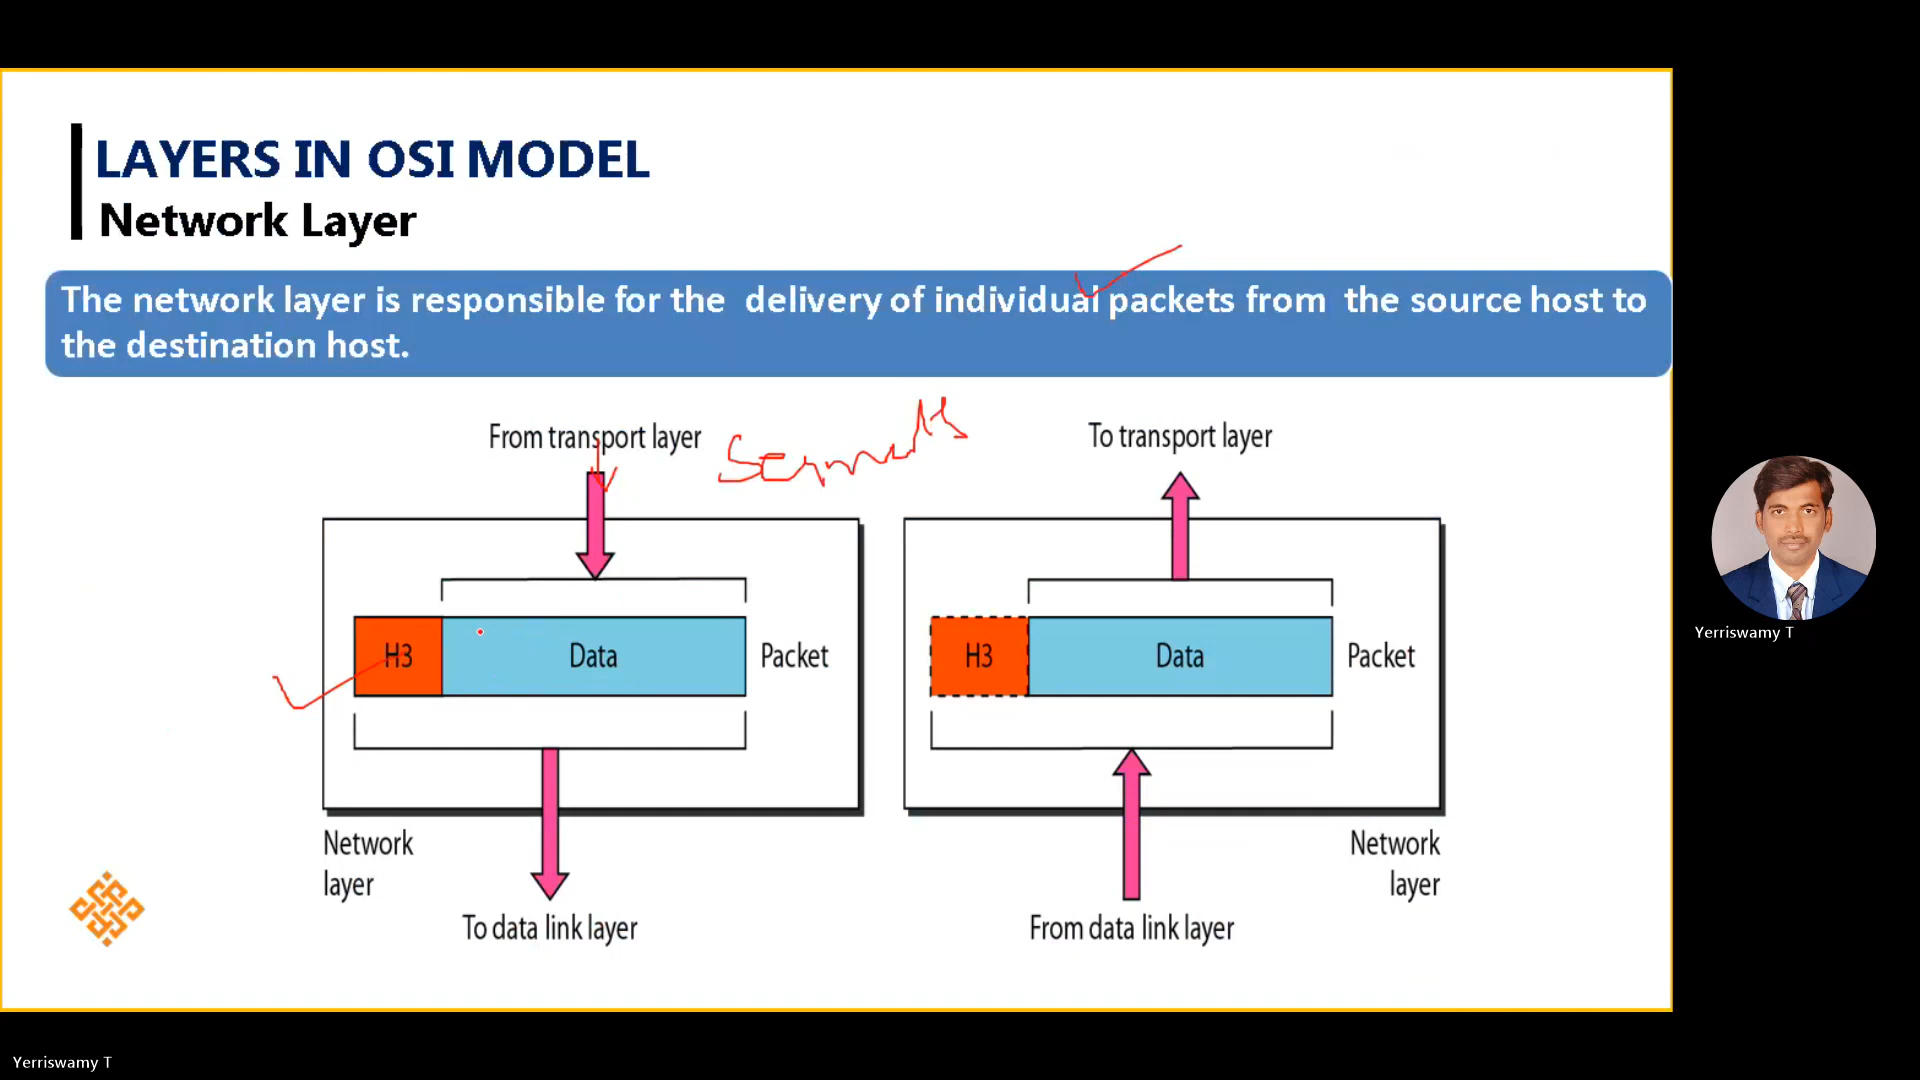 LAYERS IN OSI MODEL
Network Layer
The network layer is responsible for the delivery of individual packets from the source host to
the destination host.
From transport layer
Segments
To transport layer
H3
Data
Packet
H3
Data
Packet
Network
layer
Network
layer
To data link layer
From data link layer
Yerriswamy T
Yerriswamy T